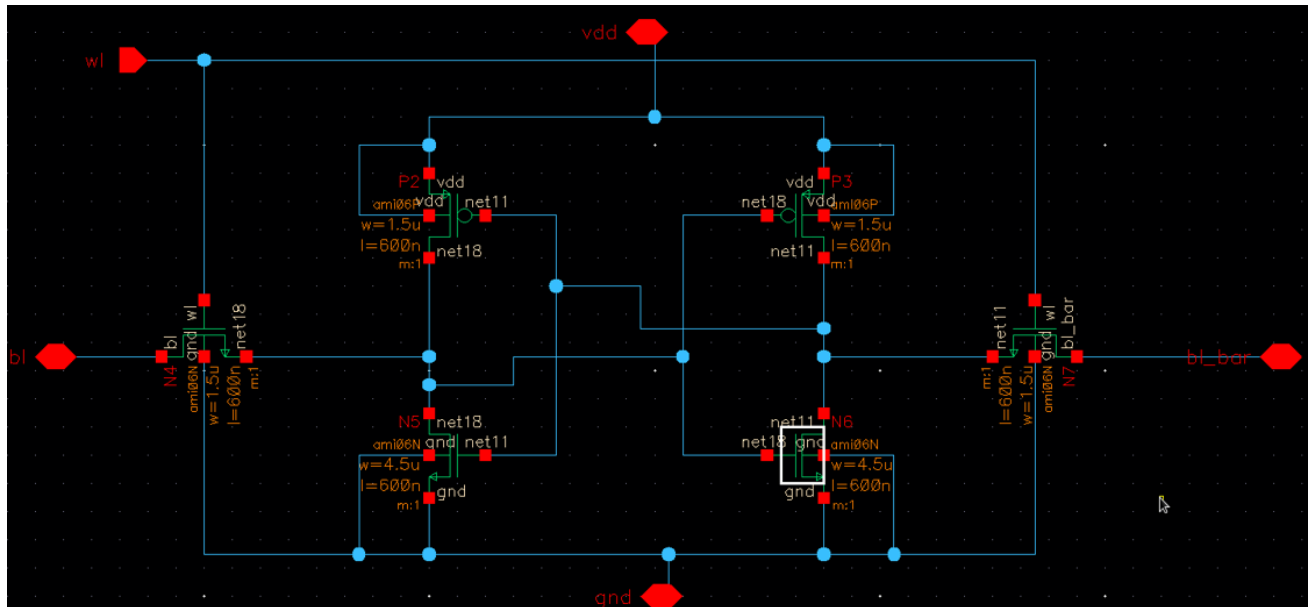 vdd
wl
P2
vdd
vdd
net11
ami06P
w=1.5u
l=600n
m:1
net18
vdd
P3
net18
vdd
ami06P
w=1.5u
l=600n
m:1
net11
bl
bl
wl
gnd
net18
N4
ami06N
w=1.5u
l=600n
m:1
N5
net18
ami06N
gnd
net11
w=4.5u
l=600n
m:1
gnd
net11
N6
net18
gnd
ami06N
w=4.5u
l=600n
m:1
gnd
net11
wl
gnd
bl_bar
m:1
l=600n
w=1.5u
ami06N
N7
bl_bar
gnd